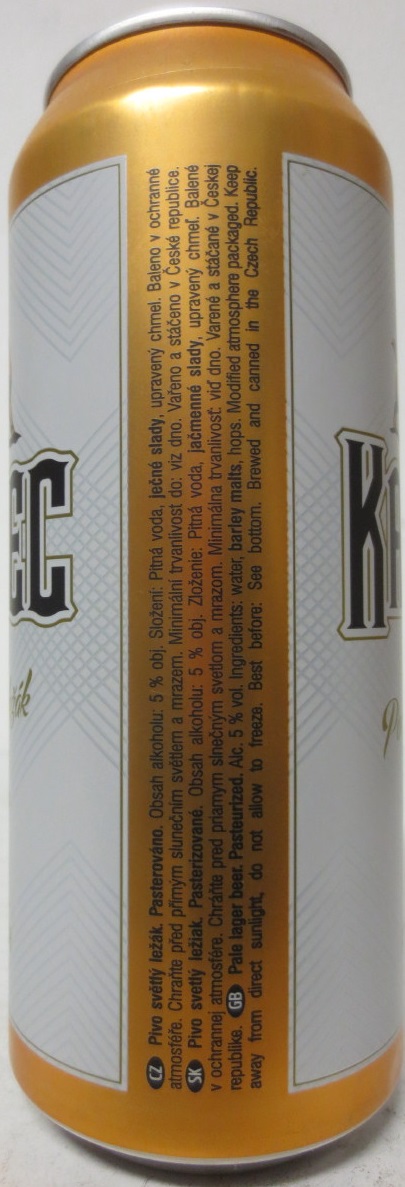 CZ Pivo světlý ležák. Pasterováno. Obsah alkoholu: 5 % obj. Složení: Pitná voda, ječné slady, upravený chmel. Baleno v ochranné
atmosféře. Chraňte před přímým slunečním světlem a mrazem. Minimální trvanlivost do: viz dno. Vařeno a stáčeno v České republice.
SK Pivo svetlý ležiak. Pasterizované. Obsah alkoholu: 5 % obj. Zloženie: Pitná voda, jačmenné slady, upravený chmeľ. Balené
v ochrannej atmosfére. Chráňte pred priamym slnečným svetlom a mrazom. Minimálna trvanlivosť: viď dno. Varené a stáčané v Českej
republike. GB Pale lager beer. Pasteurized. Alc. 5 % vol. Ingredients: water, barley malts, hops. Modified atmosphere packaged. Keep
away from direct sunlight, do not allow to freeze. Best before: See bottom. Brewed and canned in the Czech Republic.